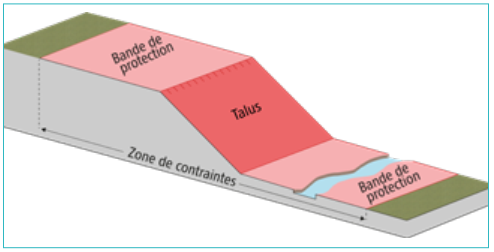 Bande de
protection
Talus
Zone de contraintes
Bande de
protection